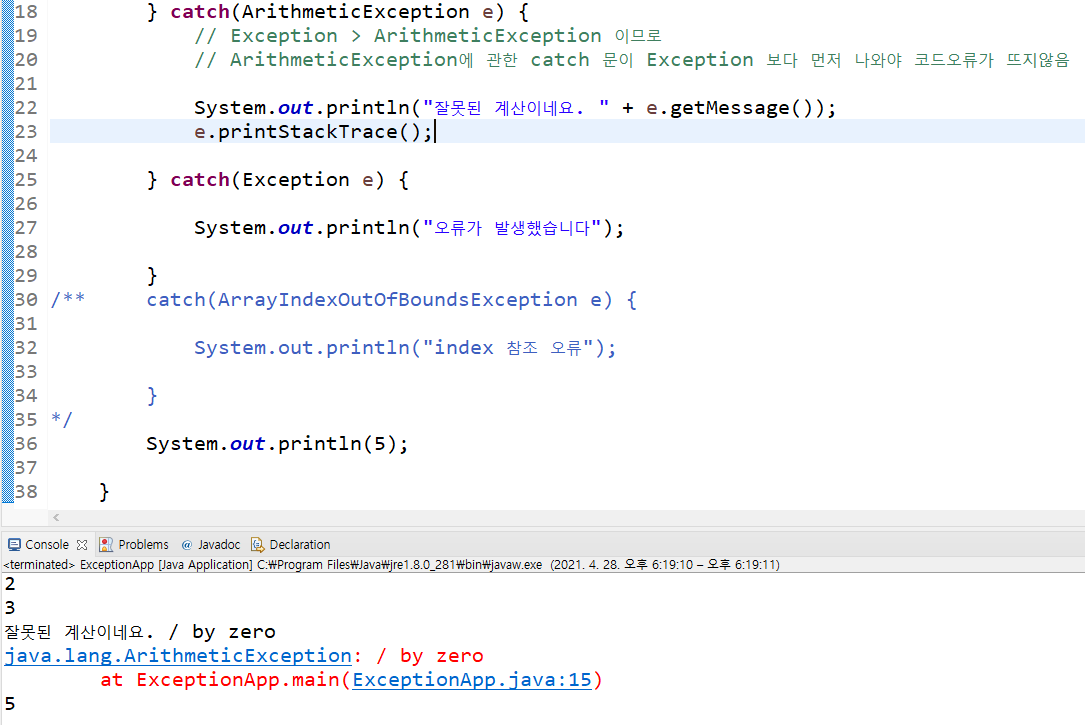 18 } catch(ArithmeticException e) {
19 // Exception > ArithmeticException 이므로
20 // ArithmeticException에 관한 catch 문이 Exception 보다 먼저 나와야 코드오류가 뜨지않음
21
22 System.out.println("잘못된 계산이네요. " + e.getMessage());
23 e.printStackTrace();
24
25 } catch(Exception e) {
26
27 System.out.println("오류가 발생했습니다");
28
29 }
30 /** catch(ArrayIndexOutOfBoundsException e) {
31
32 System.out.println("index 참조 오류");
33
34 }
35 */
36 System.out.println(5);
37
38 }
Console Problems @ Javadoc Declaration
<terminated> ExceptionApp [Java Application] C:₩Program Files₩Java₩jre1.8.0_281₩bin₩javaw.exe (2021. 4. 28. 오후 6:19:10 – 오후 6:19:11)
2
3
잘못된 계산이네요. / by zero
java.lang.ArithmeticException: / by zero
at ExceptionApp.main(ExceptionApp.java:15)
5